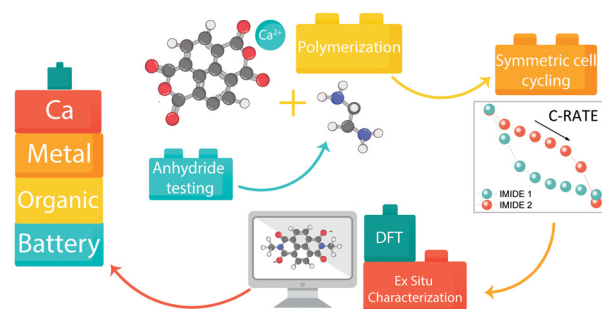 Ca
Metal
Organic
Battery
Anhydride
testing
Ca²⁺
Polymerization
Symmetric cell
cycling
C-RATE
IMIDE 1
IMIDE 2
DFT
Ex Situ
Characterization